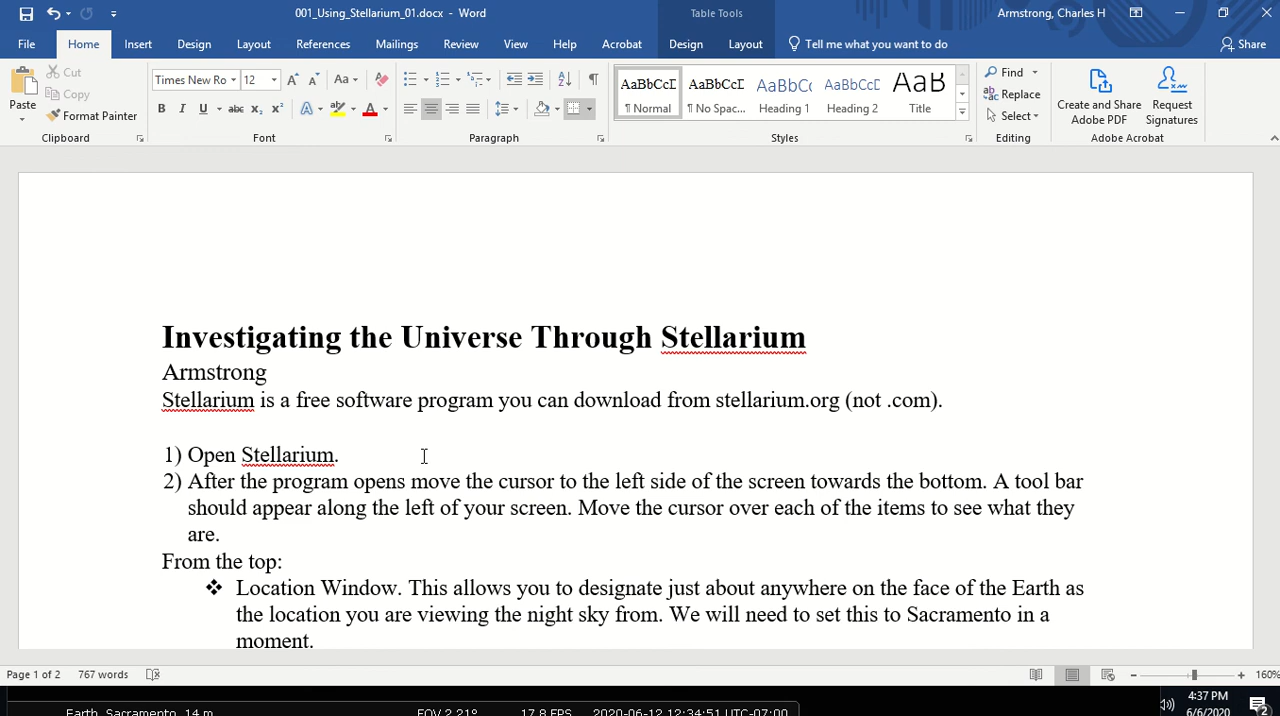 001_Using_Stellarium_01.docx - Word
Table Tools
Armstrong, Charles H
File Home Insert Design Layout References Mailings Review View Help Acrobat Design Layout Tell me what you want to do Share
Paste
Cut
Copy
Format Painter
Clipboard
Times New Ro 12
Font
Paragraph
AaBbCcD AaBbCcD AaBbCc AaBbCcD AaB
¶ Normal ¶ No Spac... Heading 1 Heading 2 Title
Styles
Find
Replace
Select
Editing
Create and Share
Adobe PDF
Request
Signatures
Adobe Acrobat
Investigating the Universe Through Stellarium
Armstrong
Stellarium is a free software program you can download from stellarium.org (not .com).
1) Open Stellarium.
2) After the program opens move the cursor to the left side of the screen towards the bottom. A tool bar
should appear along the left of your screen. Move the cursor over each of the items to see what they
are.
From the top:
❖ Location Window. This allows you to designate just about anywhere on the face of the Earth as
the location you are viewing the night sky from. We will need to set this to Sacramento in a
moment.
Page 1 of 2 767 words 160%
Earth, Sacramento, 14 m FOV 2.21° 17.8 FPS 2020-06-12 12:34:51 UTC-07:00
4:37 PM
6/6/2020
2